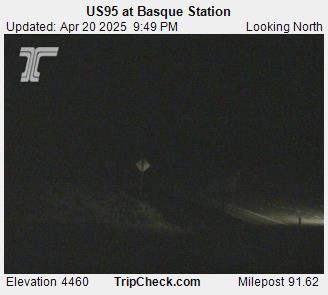 US95 at Basque Station
Updated: Apr 20 2025 9:49 PM Looking North
Elevation 4460 TripCheck.com Milepost 91.62